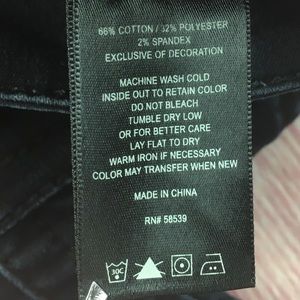 66% COTTON / 32% POLYESTER
2% SPANDEX
EXCLUSIVE OF DECORATION
MACHINE WASH COLD
INSIDE OUT TO RETAIN COLOR
DO NOT BLEACH
TUMBLE DRY LOW
OR FOR BETTER CARE
LAY FLAT TO DRY
WARM IRON IF NECESSARY
COLOR MAY TRANSFER WHEN NEW
MADE IN CHINA
RN# 58539
30C